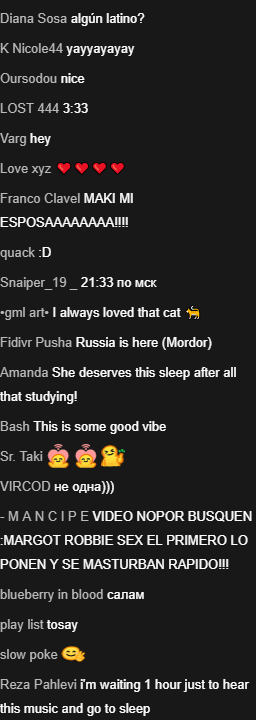 Diana Sosa algún latino?
K Nicole44 yayyayayay
Oursodou nice
LOST 444 3:33
Varg hey
Love xyz ❤❤❤❤
Franco Clavel MAKI MI
ESPOSAAAAAAAA!!!!
quack :D
Snaiper_19 _ 21:33 по мск
•gml art• I always loved that cat 🐈
Fidivr Pusha Russia is here (Mordor)
Amanda She deserves this sleep after all
that studying!
Bash This is some good vibe
Sr. Taki
VIRCOD не одна)))
- M A N C I P E VIDEO NOPOR BUSQUEN
:MARGOT ROBBIE SEX EL PRIMERO LO
PONEN Y SE MASTURBAN RAPIDO!!!
blueberry in blood салам
play list tosay
slow poke
Reza Pahlevi i'm waiting 1 hour just to hear
this music and go to sleep